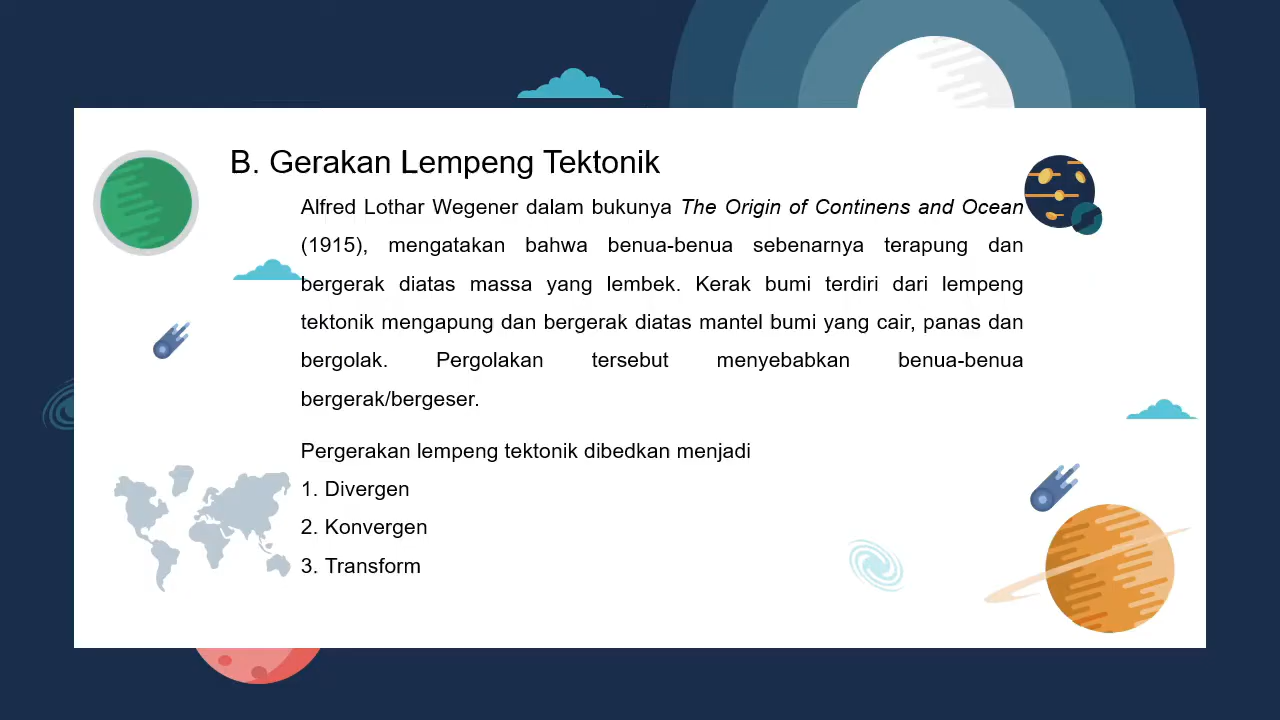 B. Gerakan Lempeng Tektonik
Alfred Lothar Wegener dalam bukunya The Origin of Continens and Ocean
(1915), mengatakan bahwa benua-benua sebenarnya terapung dan
bergerak diatas massa yang lembek. Kerak bumi terdiri dari lempeng
tektonik mengapung dan bergerak diatas mantel bumi yang cair, panas dan
bergolak. Pergolakan tersebut menyebabkan benua-benua
bergerak/bergeser.
Pergerakan lempeng tektonik dibedkan menjadi
1. Divergen
2. Konvergen
3. Transform